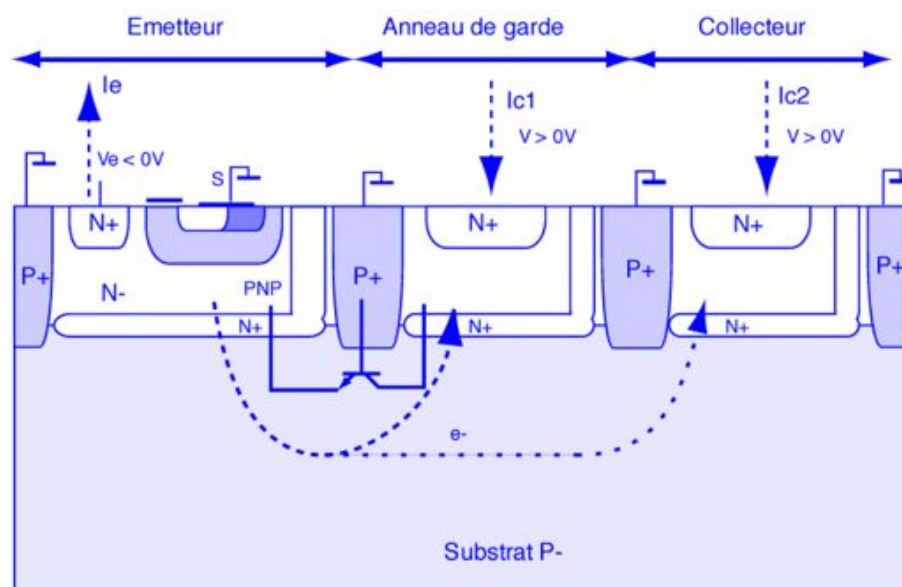 Emetteur Anneau de garde Collecteur
Ie Ic1 Ic2
Ve < 0V V > 0V V > 0V
S
N+ N+ N+
P+ P+ P+ P+
N- PNP
N+ N+ N+
e-
Substrat P-